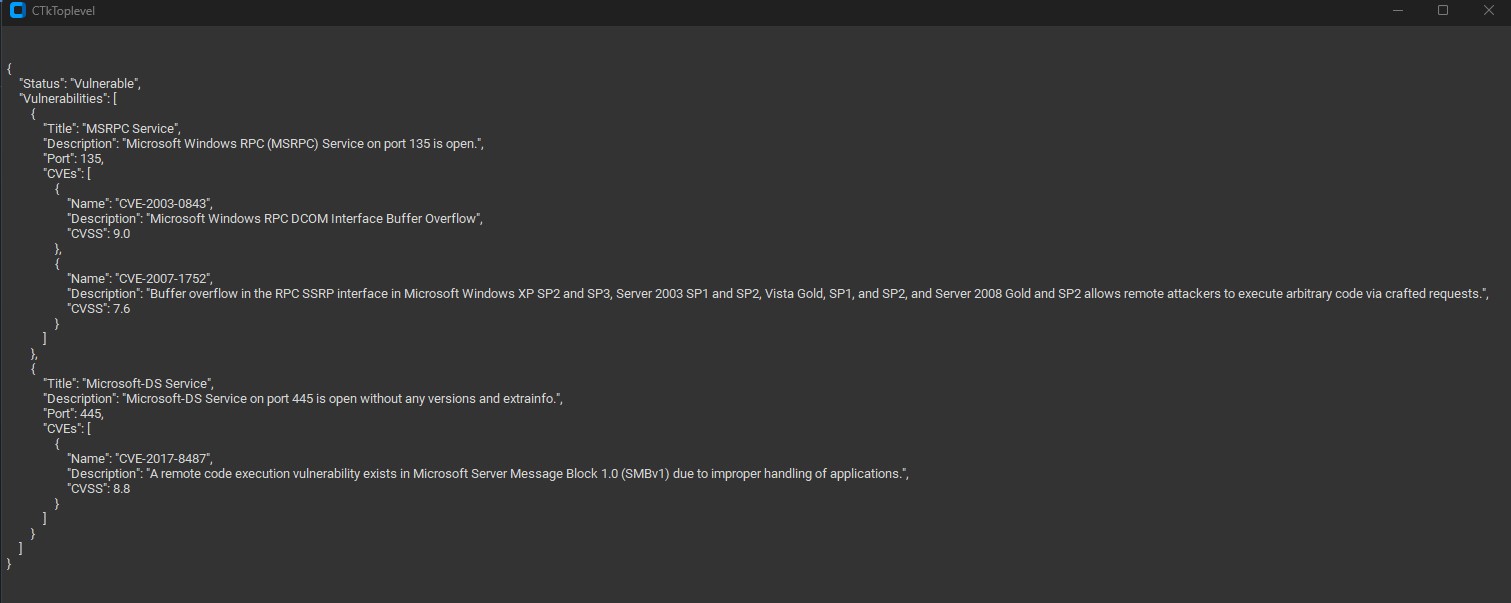 CTkToplevel
{
"Status": "Vulnerable",
"Vulnerabilities": [
{
"Title": "MSRPC Service",
"Description": "Microsoft Windows RPC (MSRPC) Service on port 135 is open.",
"Port": 135,
"CVEs": [
{
"Name": "CVE-2003-0843",
"Description": "Microsoft Windows RPC DCOM Interface Buffer Overflow",
"CVSS": 9.0
},
{
"Name": "CVE-2007-1752",
"Description": "Buffer overflow in the RPC SSRP interface in Microsoft Windows XP SP2 and SP3, Server 2003 SP1 and SP2, Vista Gold, SP1, and SP2, and Server 2008 Gold and SP2 allows remote attackers to execute arbitrary code via crafted requests.",
"CVSS": 7.6
}
]
},
{
"Title": "Microsoft-DS Service",
"Description": "Microsoft-DS Service on port 445 is open without any versions and extrainfo.",
"Port": 445,
"CVEs": [
{
"Name": "CVE-2017-8487",
"Description": "A remote code execution vulnerability exists in Microsoft Server Message Block 1.0 (SMBv1) due to improper handling of applications.",
"CVSS": 8.8
}
]
}
]
}